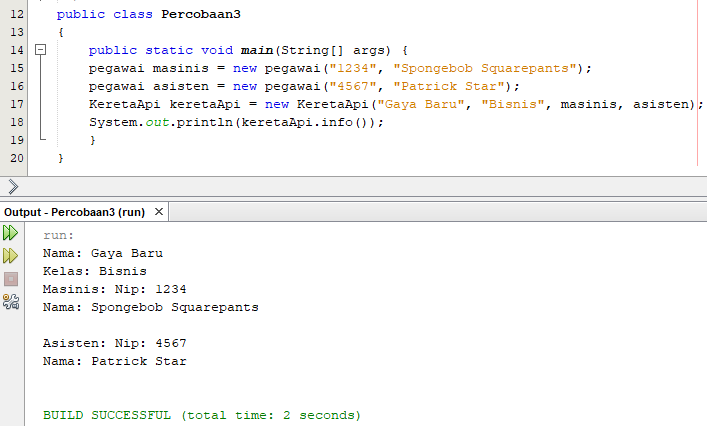 12 public class Percobaan3
13 {
14 public static void main(String[] args) {
15 pegawai masinis = new pegawai("1234", "Spongebob Squarepants");
16 pegawai asisten = new pegawai("4567", "Patrick Star");
17 KeretaApi keretaApi = new KeretaApi("Gaya Baru", "Bisnis", masinis, asisten);
18 System.out.println(keretaApi.info());
19 }
20 }
Output - Percobaan3 (run)
run:
Nama: Gaya Baru
Kelas: Bisnis
Masinis: Nip: 1234
Nama: Spongebob Squarepants
Asisten: Nip: 4567
Nama: Patrick Star
BUILD SUCCESSFUL (total time: 2 seconds)